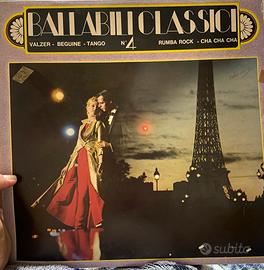 BALLABILI CLASSICI
VALZER - BEGUINE - TANGO N°4 RUMBA ROCK - CHA CHA CHA
subito